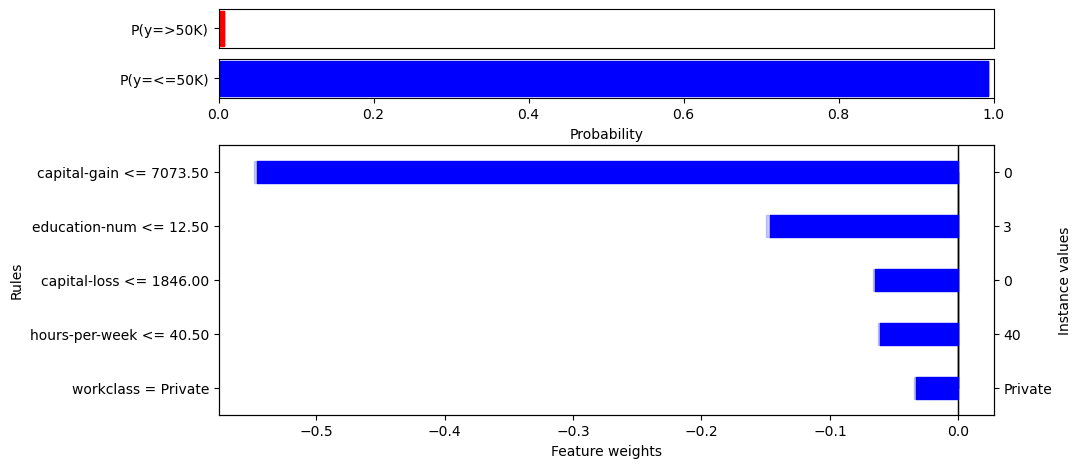 P(y=>50K)
P(y=<=50K)
0.0 0.2 0.4 0.6 0.8 1.0
Probability
capital-gain <= 7073.50 0
education-num <= 12.50 3
capital-loss <= 1846.00 0
hours-per-week <= 40.50 40
workclass = Private Private
Rules
Instance values
−0.5 −0.4 −0.3 −0.2 −0.1 0.0
Feature weights